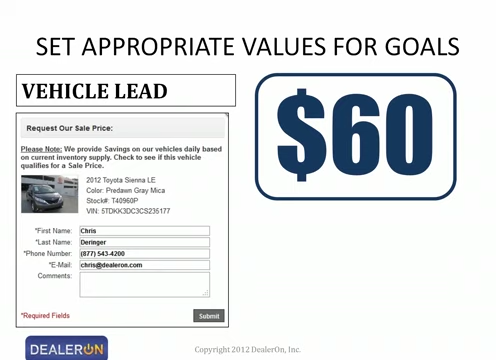 SET APPROPRIATE VALUES FOR GOALS
VEHICLE LEAD
$60
Request Our Sale Price:
Please Note: We provide Savings on our vehicles daily based
on current inventory supply. Check to see if this vehicle
qualifies for a Sale Price.
2012 Toyota Sienna LE
Color: Predawn Gray Mica
Stock#: T40960P
VIN: 5TDKK3DC3CS235177
*First Name: Chris
*Last Name: Deringer
*Phone Number: (877) 543-4200
*E-Mail: chris@dealeron.com
Comments:
*Required Fields
Submit
DEALERON
Copyright 2012 DealerOn, Inc.